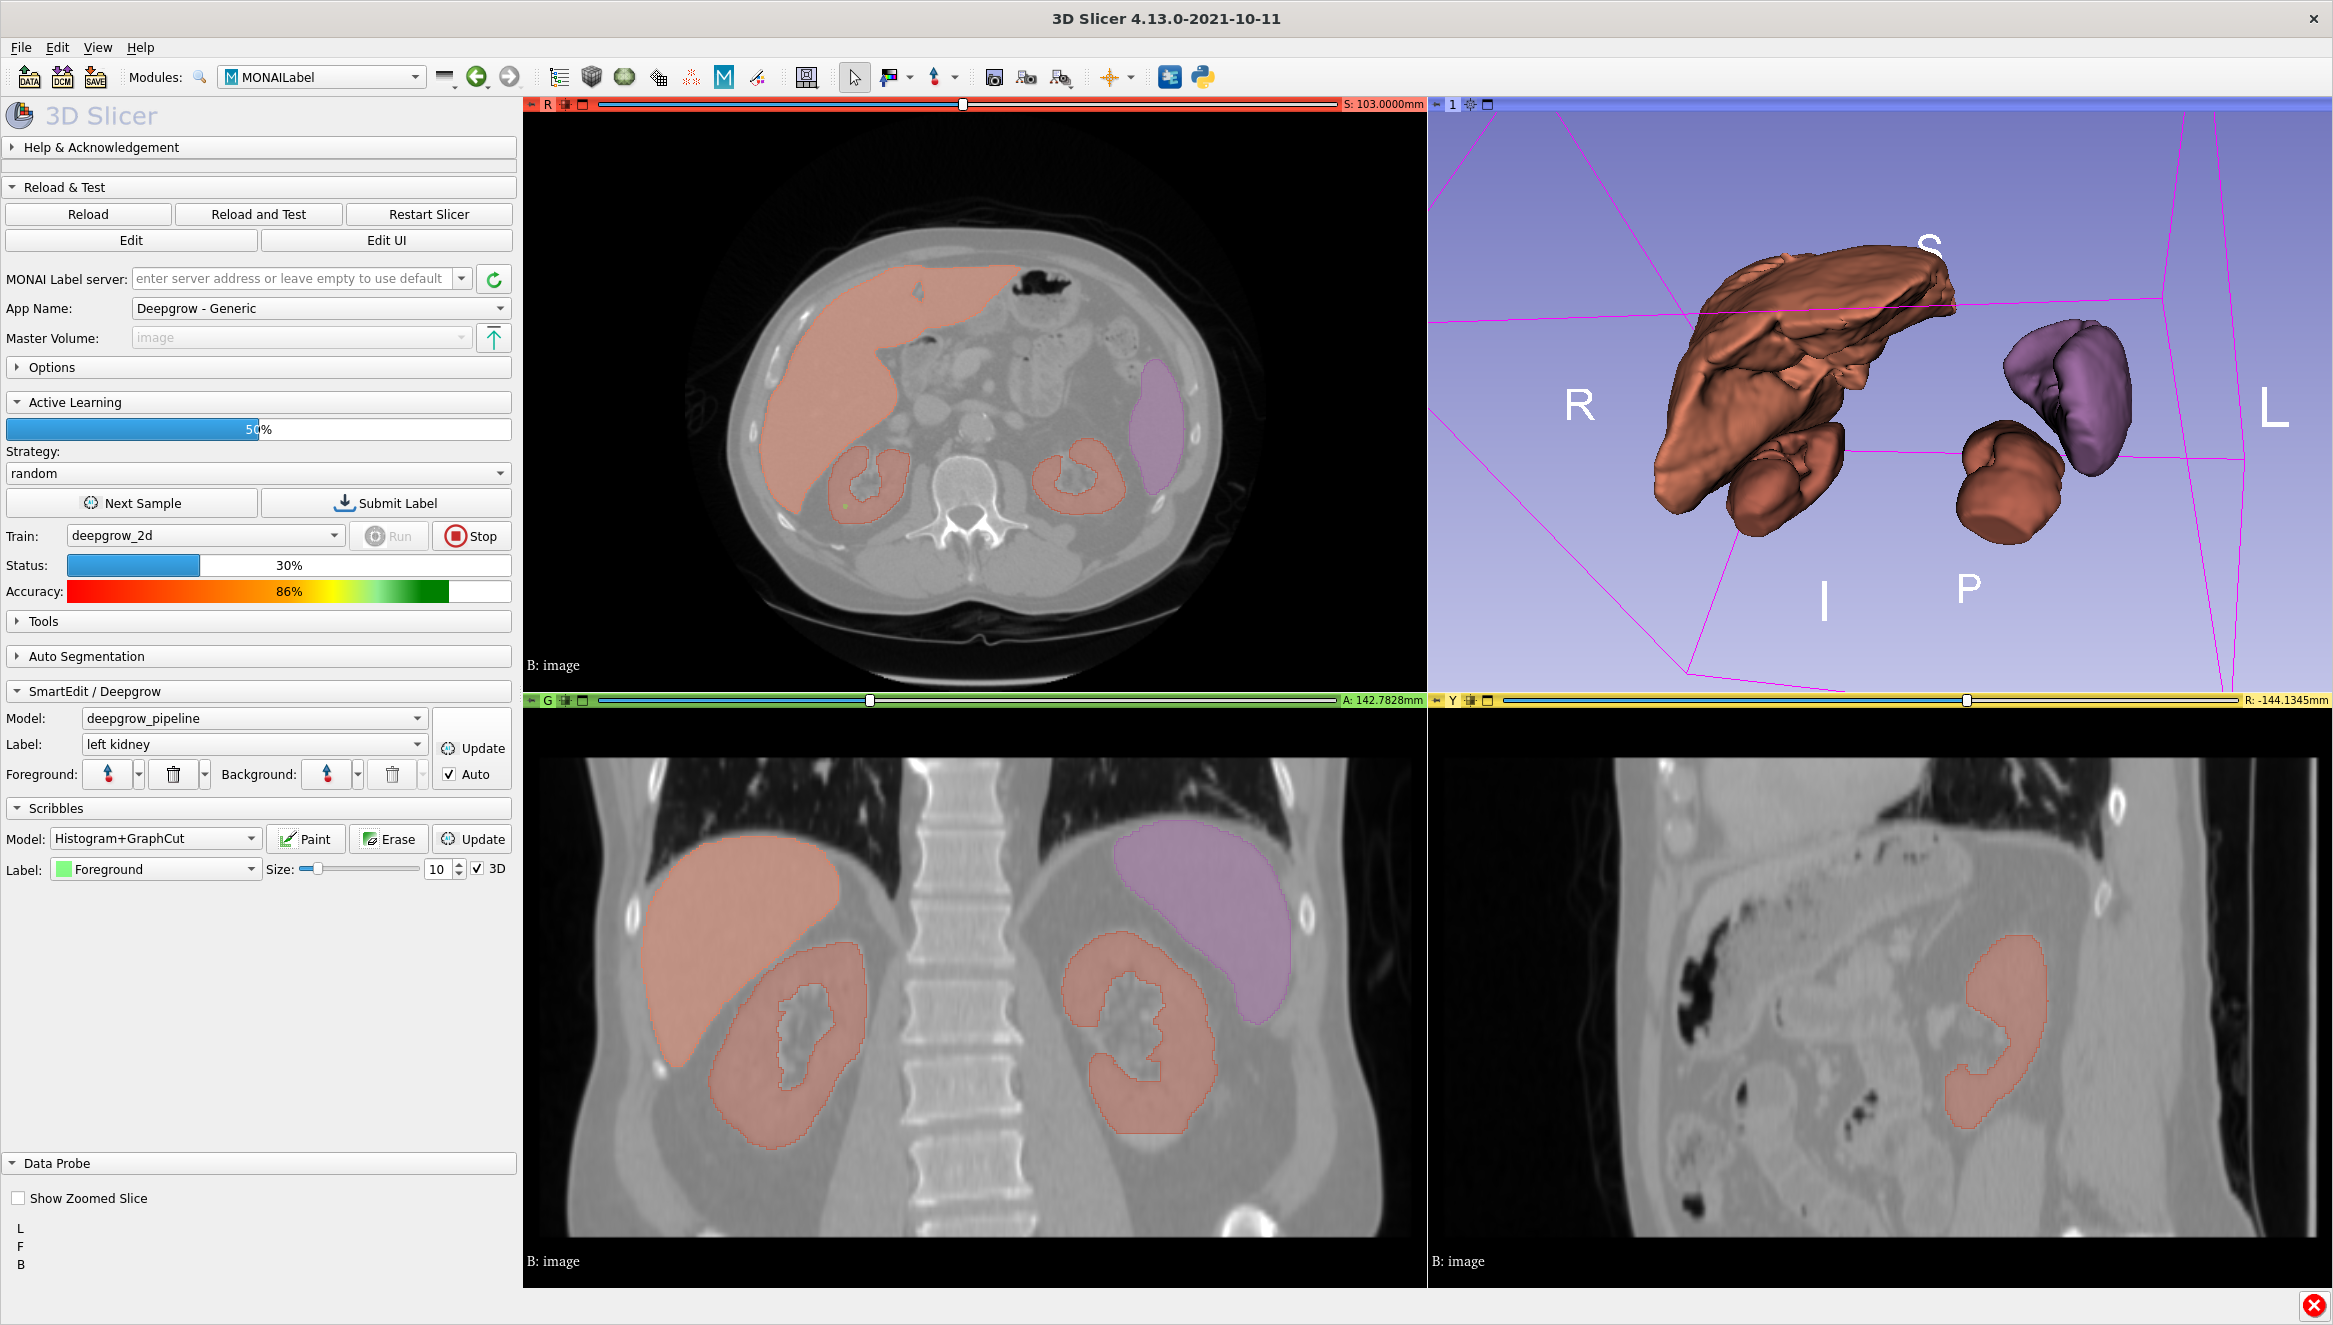 3D Slicer 4.13.0-2021-10-11
File Edit View Help
DATA DCM SAVE Modules: M MONAILabel M
3D Slicer
Help & Acknowledgement
Reload & Test
Reload Reload and Test Restart Slicer
Edit Edit UI
MONAI Label server: enter server address or leave empty to use default
App Name: Deepgrow - Generic
Master Volume: image
Options
Active Learning
50%
Strategy:
random
Next Sample Submit Label
Train: deepgrow_2d Run Stop
Status: 30%
Accuracy: 86%
Tools
Auto Segmentation
SmartEdit / Deepgrow
Model: deepgrow_pipeline
Label: left kidney
Update
Foreground: Background: Auto
Scribbles
Model: Histogram+GraphCut Paint Erase Update
Label: Foreground Size: 10 3D
Data Probe
Show Zoomed Slice
L
F
B
R S: 103.0000mm
B: image
1
S
R
L
P
I
G A: 142.7828mm
B: image
Y R: -144.1345mm
B: image